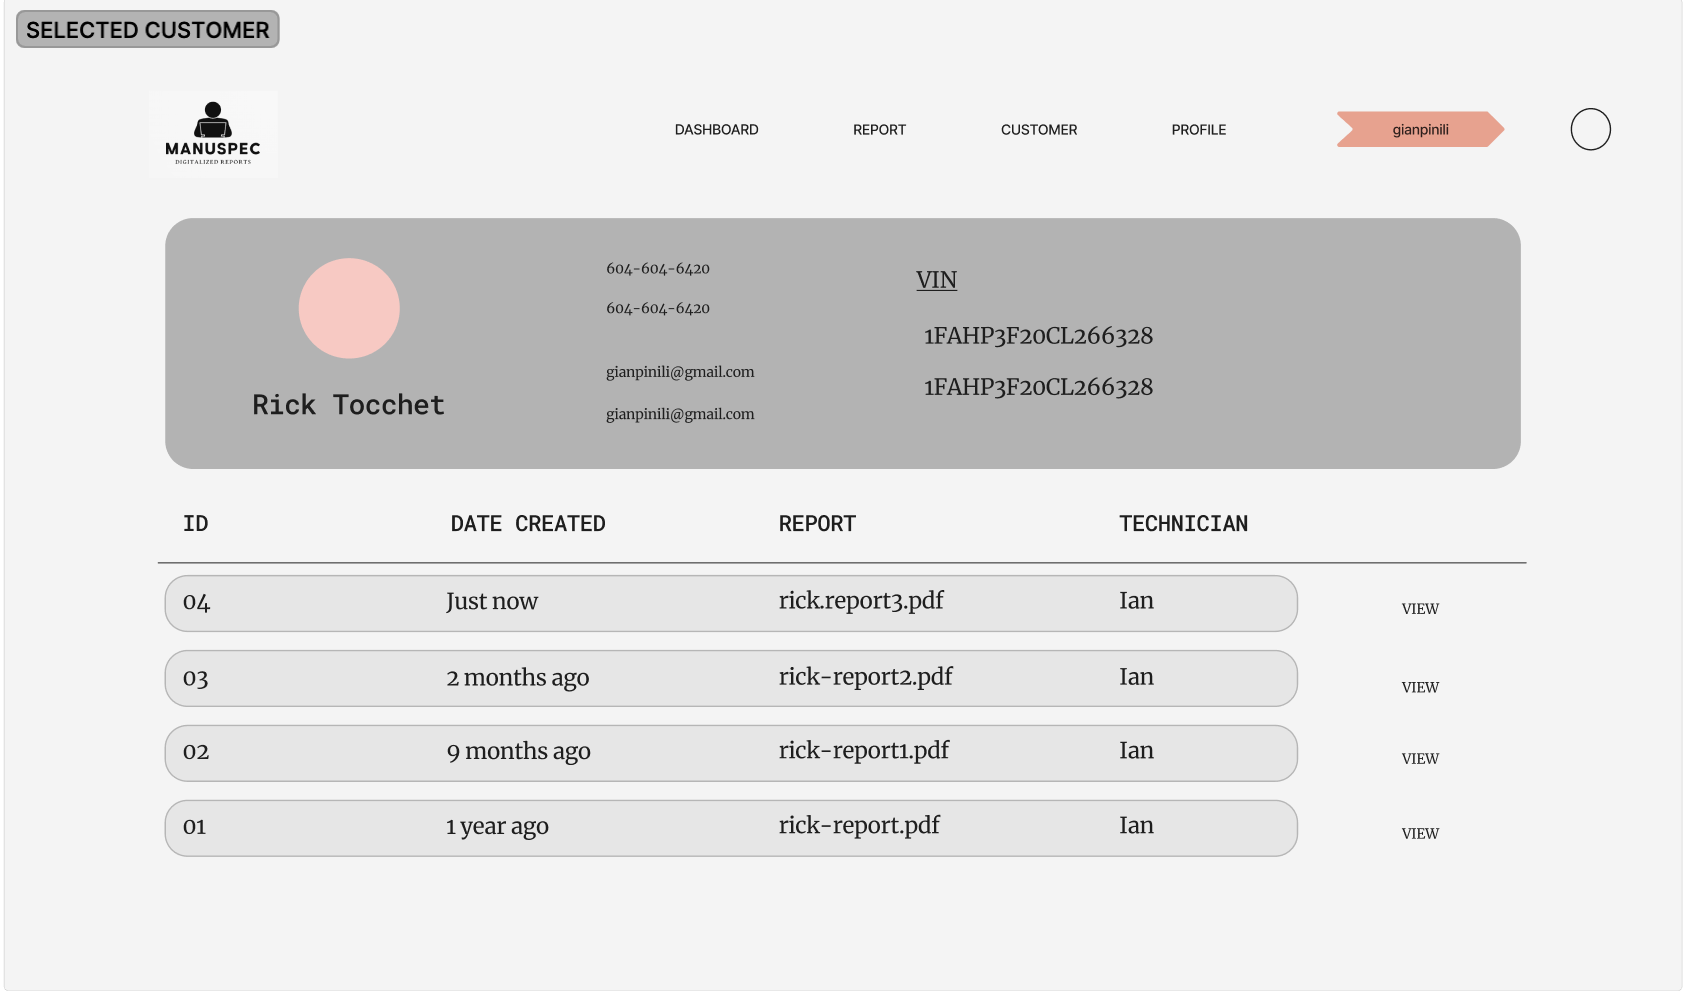 SELECTED CUSTOMER
MANUSPEC
DIGITALIZED REPORTS
DASHBOARD REPORT CUSTOMER PROFILE gianpinili
604-604-6420
604-604-6420
gianpinili@gmail.com
gianpinili@gmail.com
Rick Tocchet
VIN
1FAHP3F20CL266328
1FAHP3F20CL266328
ID DATE CREATED REPORT TECHNICIAN
04 Just now rick.report3.pdf Ian VIEW
03 2 months ago rick-report2.pdf Ian VIEW
02 9 months ago rick-report1.pdf Ian VIEW
01 1 year ago rick-report.pdf Ian VIEW